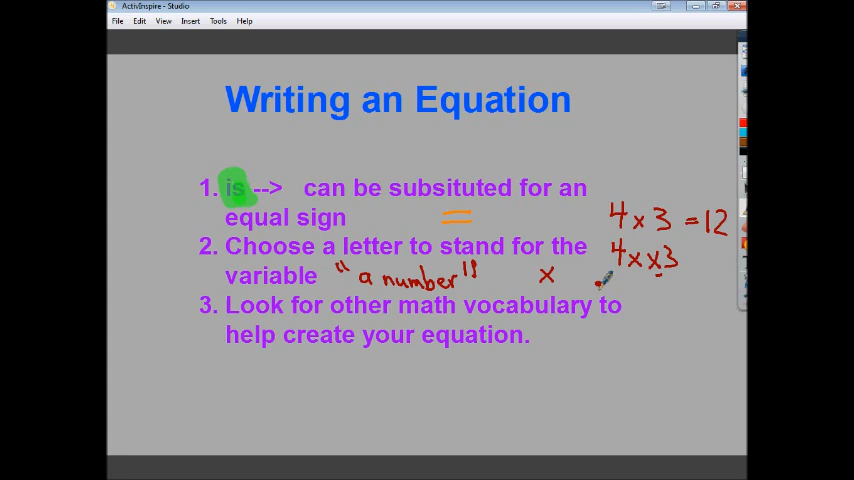 ActivInspire - Studio
File Edit View Insert Tools Help
Writing an Equation
1. is --> can be subsituted for an
equal sign =
4 x 3 = 12
2. Choose a letter to stand for the
4 x x 3
variable "a number" x
3. Look for other math vocabulary to
help create your equation.